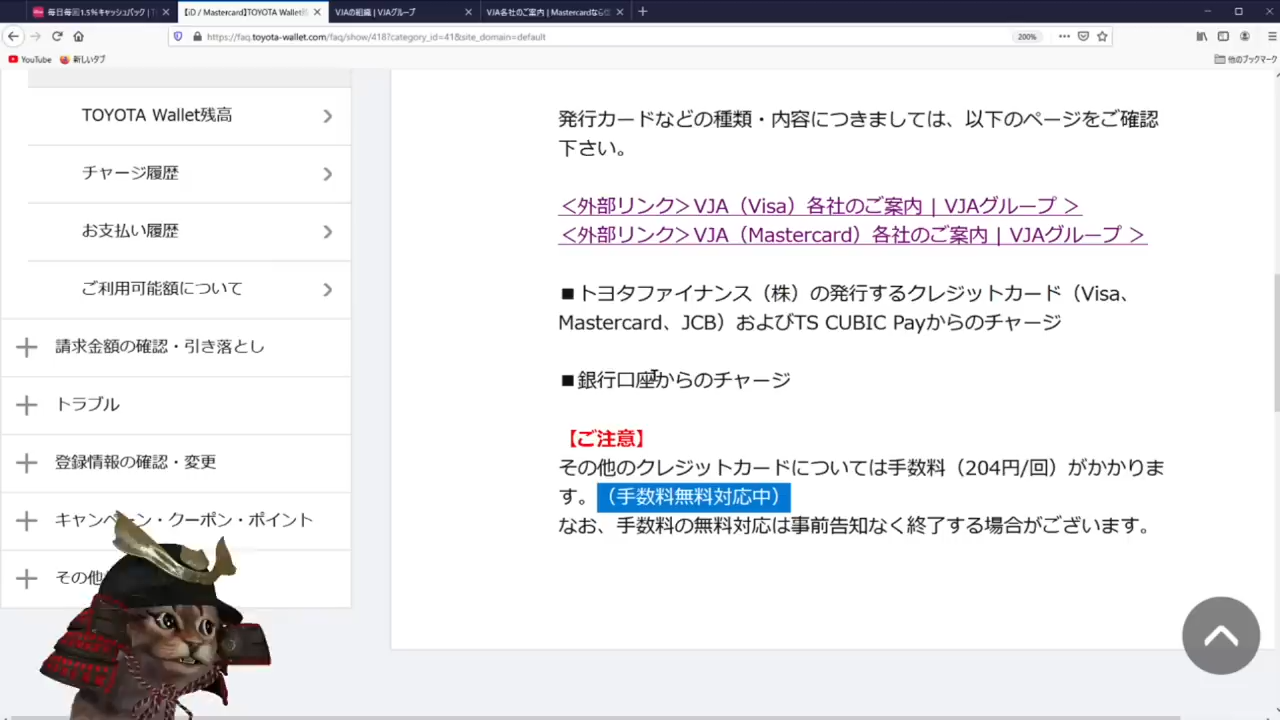 毎日毎回1.5%キャッシュバック | T
【iD / Mastercard】TOYOTA Wallet残
VJAの組織 | VJAグループ
VJA各社のご案内 | Mastercardなら
https://faq.toyota-wallet.com/faq/show/418?category_id=41&site_domain=default
200%
YouTube
新しいタブ
他のブックマーク
TOYOTA Wallet残高
チャージ履歴
お支払い履歴
ご利用可能額について
請求金額の確認・引き落とし
トラブル
登録情報の確認・変更
キャンペーン・クーポン・ポイント
その他
発行カードなどの種類・内容につきましては、以下のページをご確認
下さい。
＜外部リンク＞VJA（Visa）各社のご案内 | VJAグループ ＞
＜外部リンク＞VJA（Mastercard）各社のご案内 | VJAグループ ＞
■トヨタファイナンス（株）の発行するクレジットカード（Visa、
Mastercard、JCB）およびTS CUBIC Payからのチャージ
■銀行口座からのチャージ
【ご注意】
その他のクレジットカードについては手数料（204円/回）がかかりま
す。（手数料無料対応中）
なお、手数料の無料対応は事前告知なく終了する場合がございます。